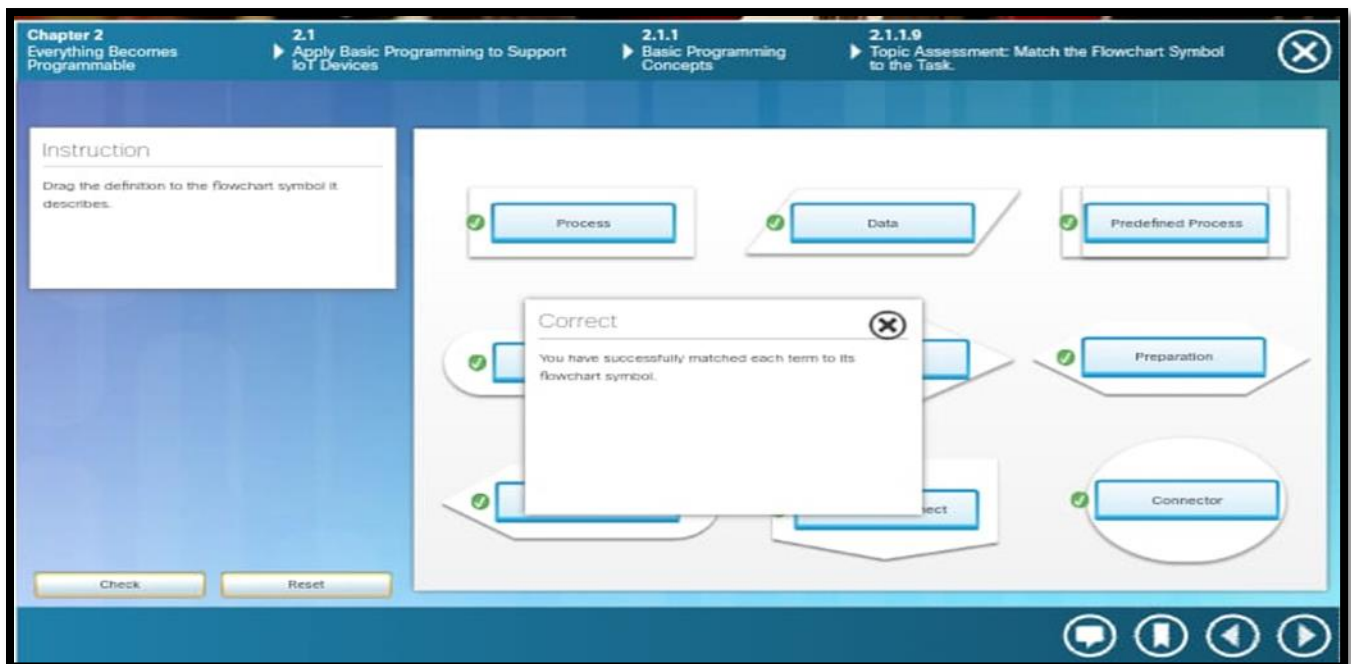 Chapter 2
Everything Becomes
Programmable
2.1
Apply Basic Programming to Support
IoT Devices
2.1.1
Basic Programming
Concepts
2.1.1.9
Topic Assessment: Match the Flowchart Symbol
to the Task.
Instruction
Drag the definition to the flowchart symbol it
describes.
Process
Data
Predefined Process
Correct
You have successfully matched each term to its
flowchart symbol.
Preparation
Connector
Check
Reset